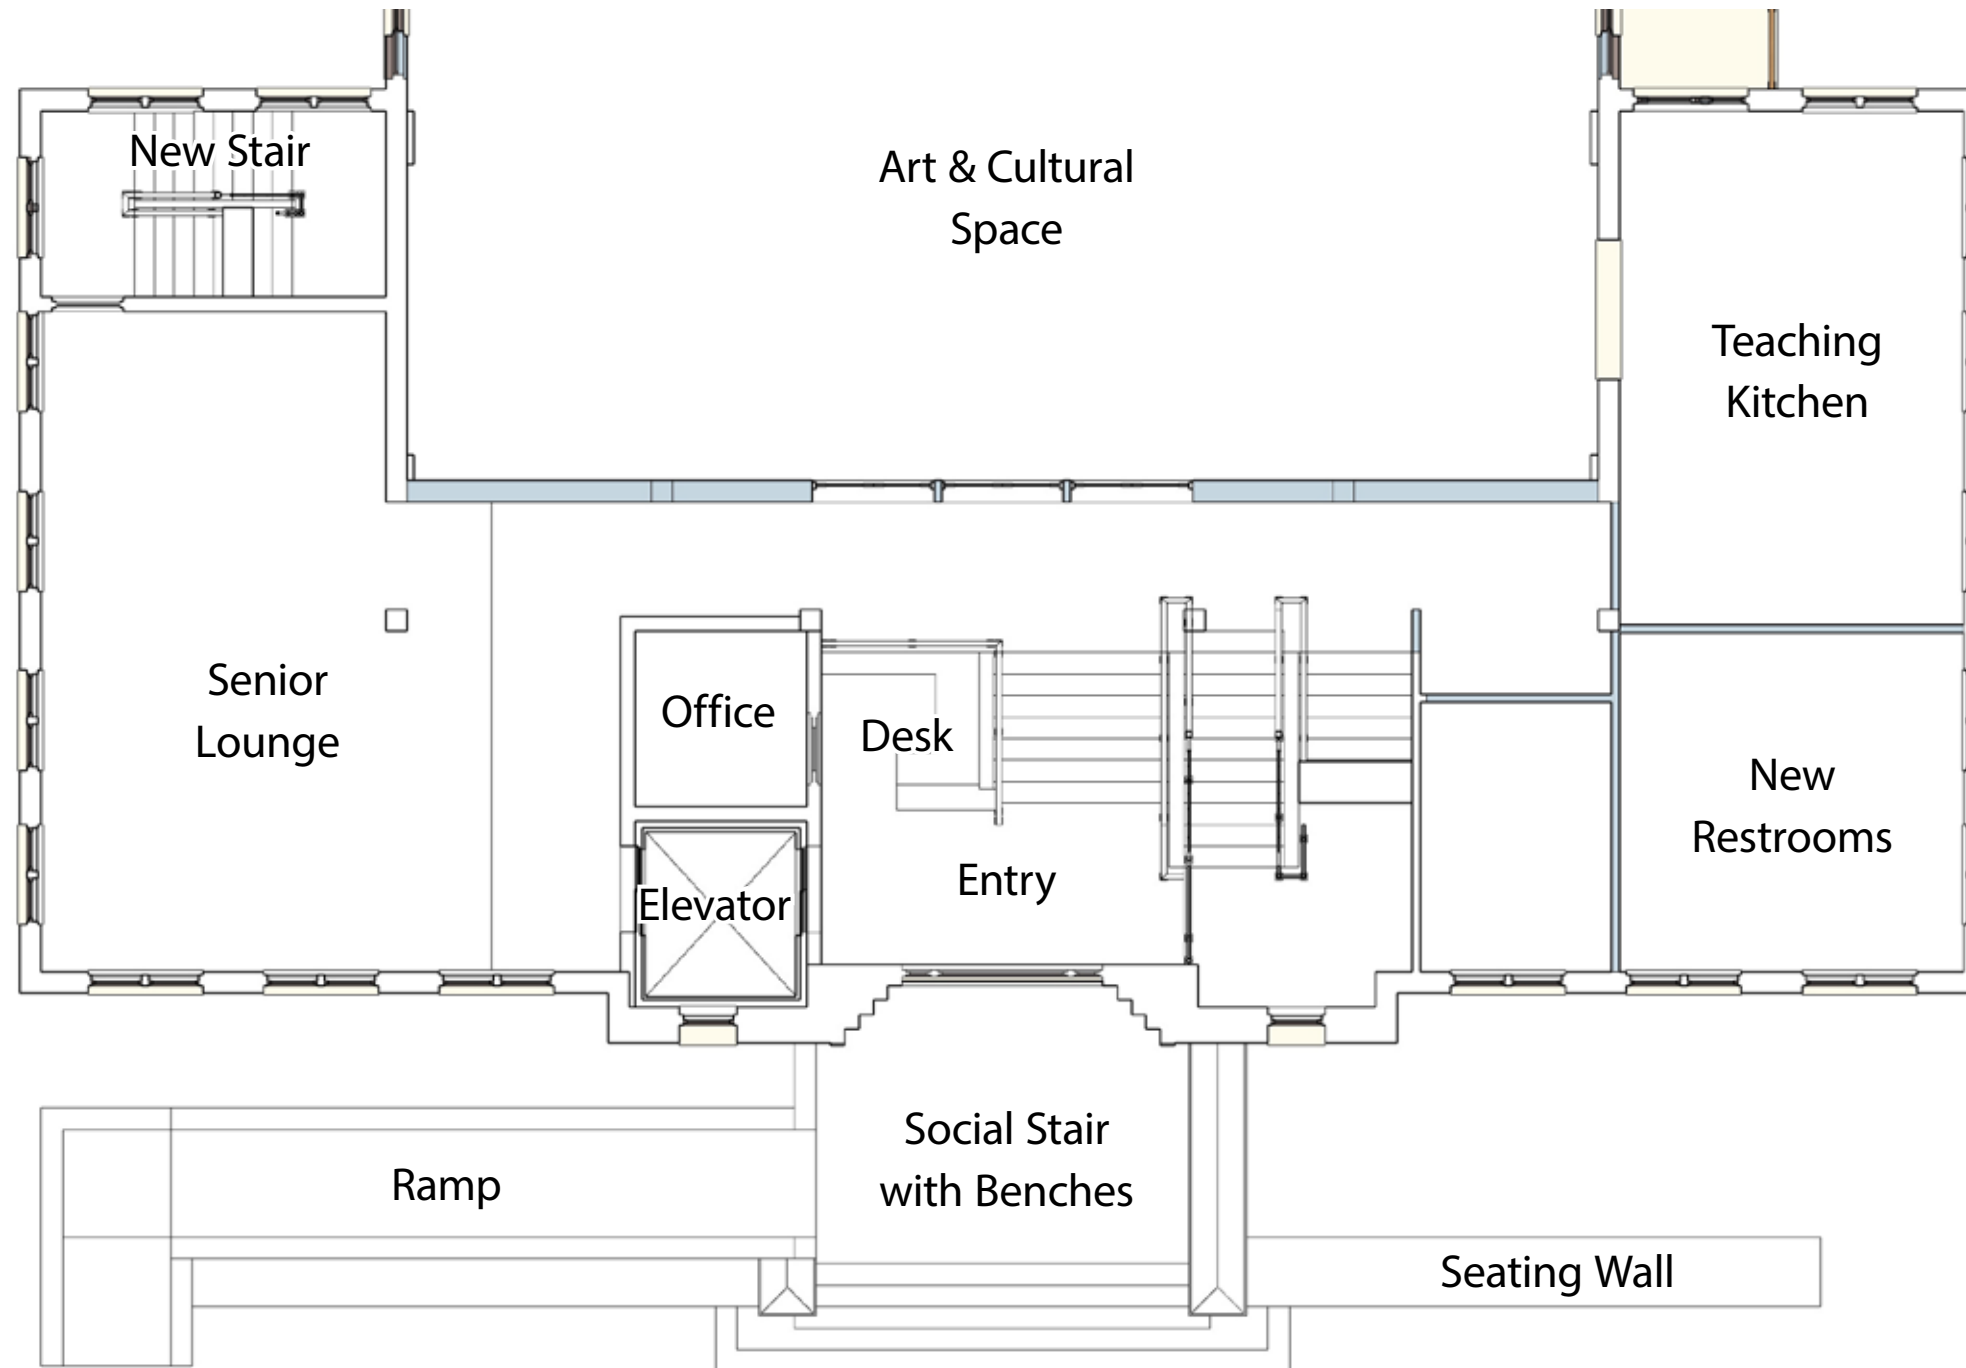 New Stair
Art & Cultural
Space
Teaching
Kitchen
Senior
Lounge
Office
Desk
New
Restrooms
Elevator
Entry
Social Stair
with Benches
Ramp
Seating Wall